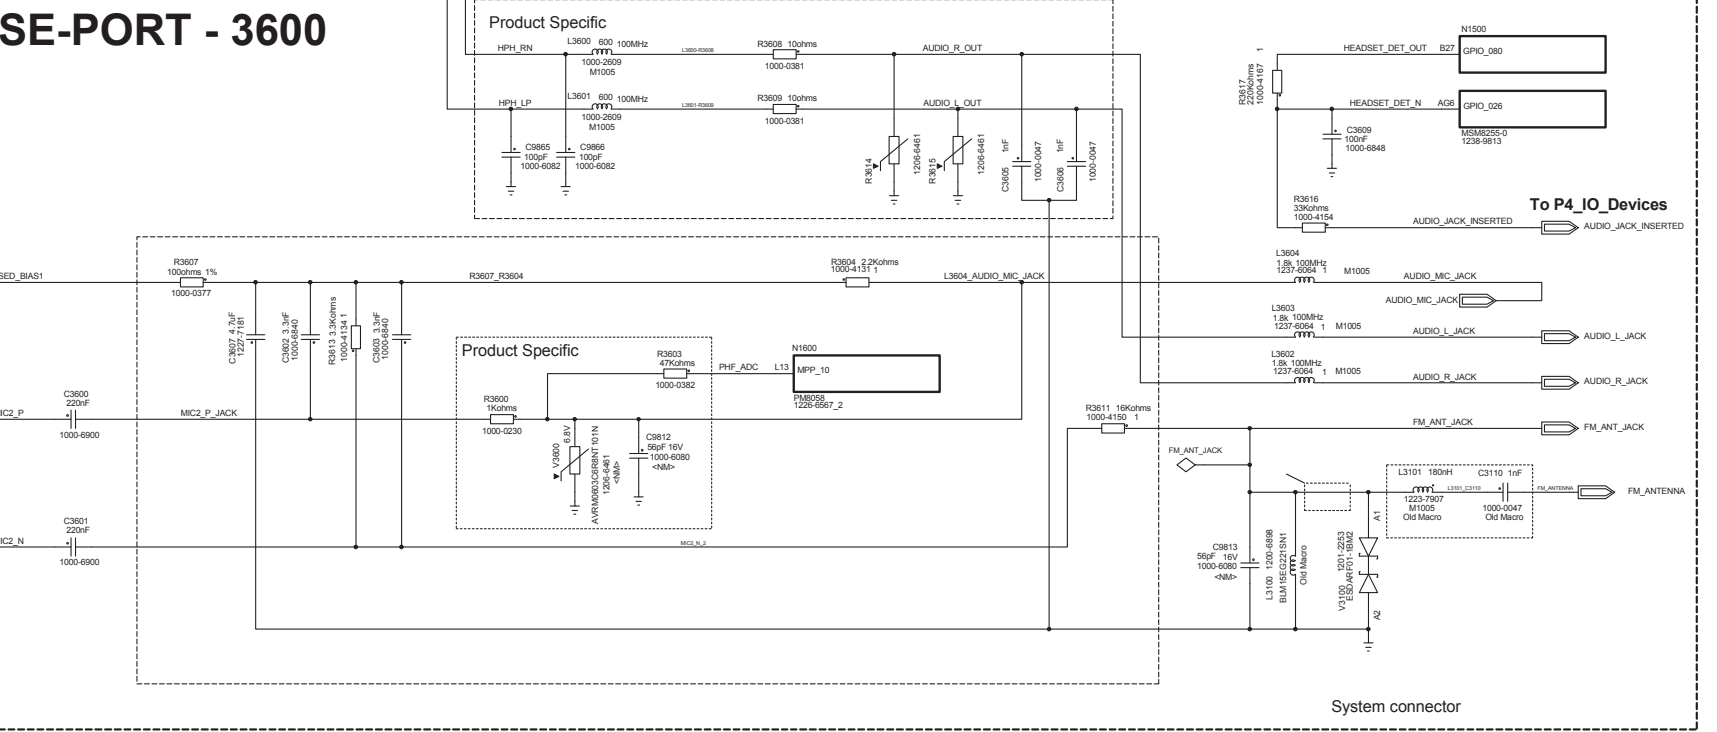 SE-PORT - 3600
Product Specific
HPH_RN
L3600 600 100MHz
1000-2609
M1005
L3600-R3608
R3608 10ohms
1000-0381
AUDIO_R_OUT
HPH_LP
L3601 600 100MHz
1000-2609
M1005
L3601-R3609
R3609 10ohms
1000-0381
AUDIO_L_OUT
C9865
100pF
1000-6082
C9866
100pF
1000-6082
R3614
1206-6461
R3615
1206-6461
C3605 1nF
1000-0047
C3606 1nF
1000-0047
N1500
HEADSET_DET_OUT B27 GPIO_080
R3617 1
220Kohms
1000-4167
HEADSET_DET_N AG6 GPIO_026
MSM8255-0
1238-9813
C3609
100nF
1000-6848
R3616
33Kohms
1000-4154
To P4_IO_Devices
AUDIO_JACK_INSERTED
AUDIO_JACK_INSERTED
SED_BIAS1
R3607
100ohms 1%
1000-0377
R3607_R3604
R3604 2.2Kohms
1000-4131 1
L3604_AUDIO_MIC_JACK
L3604
1.8k 100MHz
1237-6064 1 M1005
AUDIO_MIC_JACK
AUDIO_MIC_JACK
C3607 4.7uF
1227-7181
C3602 3.3nF
1000-6840
R3613 3.3Kohms
1000-4134 1
C3603 3.3nF
1000-6840
L3603
1.8k 100MHz
1237-6064 1 M1005
AUDIO_L_JACK
AUDIO_L_JACK
Product Specific
R3603
47Kohms
1000-0382
PHF_ADC L13
N1600
MPP_10
PM8058
1226-6567_2
L3602
1.8k 100MHz
1237-6064 1 M1005
AUDIO_R_JACK
AUDIO_R_JACK
C3600
220nF
1000-6900
IC2_P
MIC2_P_JACK
R3600
1Kohms
1000-0230
R3611 16Kohms
1000-4150 1
FM_ANT_JACK
FM_ANT_JACK
V3600 6.8V
AVRM0603C6R8NT101N
1206-6461
<NM>
C9812
56pF 16V
1000-6080
<NM>
FM_ANT_JACK
L3101 180nH
1223-7907
M1005
Old Macro
L3101_C3110
C3110 1nF
1000-0047
Old Macro
FM_ANTENNA
FM_ANTENNA
C3601
220nF
1000-6900
IC2_N
MIC2_N_2
C9813
56pF 16V
1000-6080
<NM>
L3100 1200-6898
BLM15EG221SN1
Old Macro
V3100 1201-2253
ESDARF01-1BM2
A1
A2
System connector